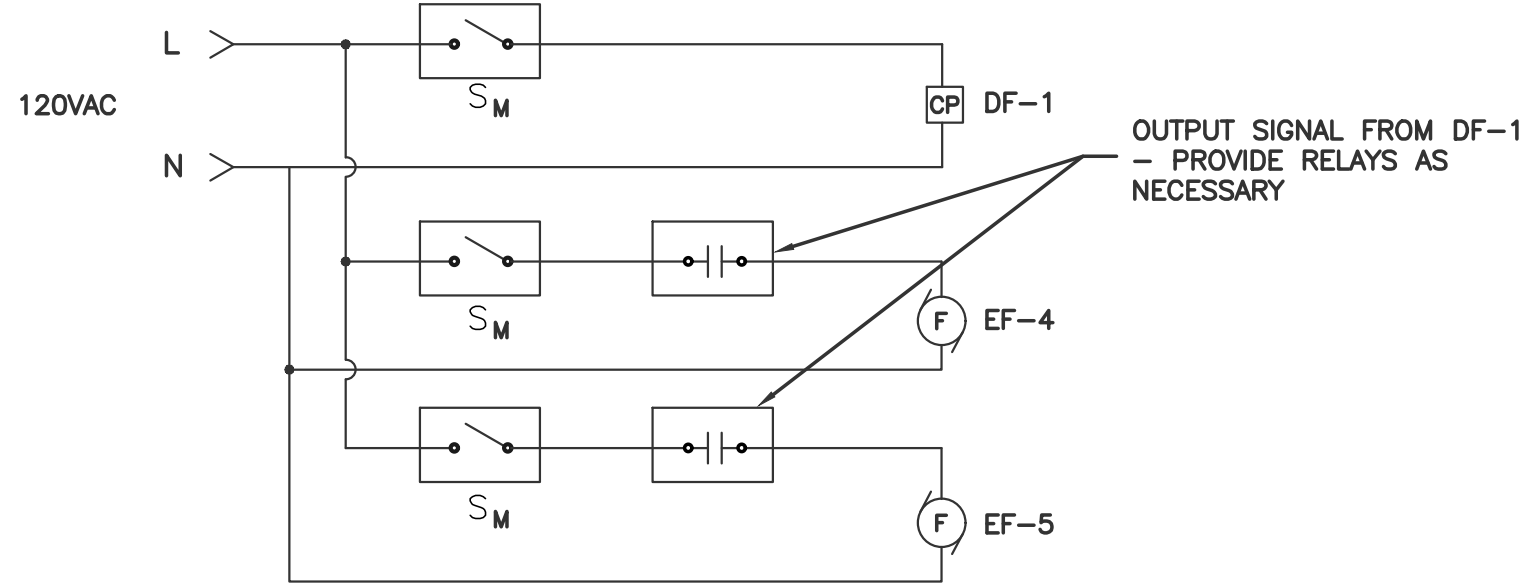 L
S M
120VAC
CP DF-1
N
OUTPUT SIGNAL FROM DF-1
- PROVIDE RELAYS AS
NECESSARY
S M
F EF-4
S M
F EF-5